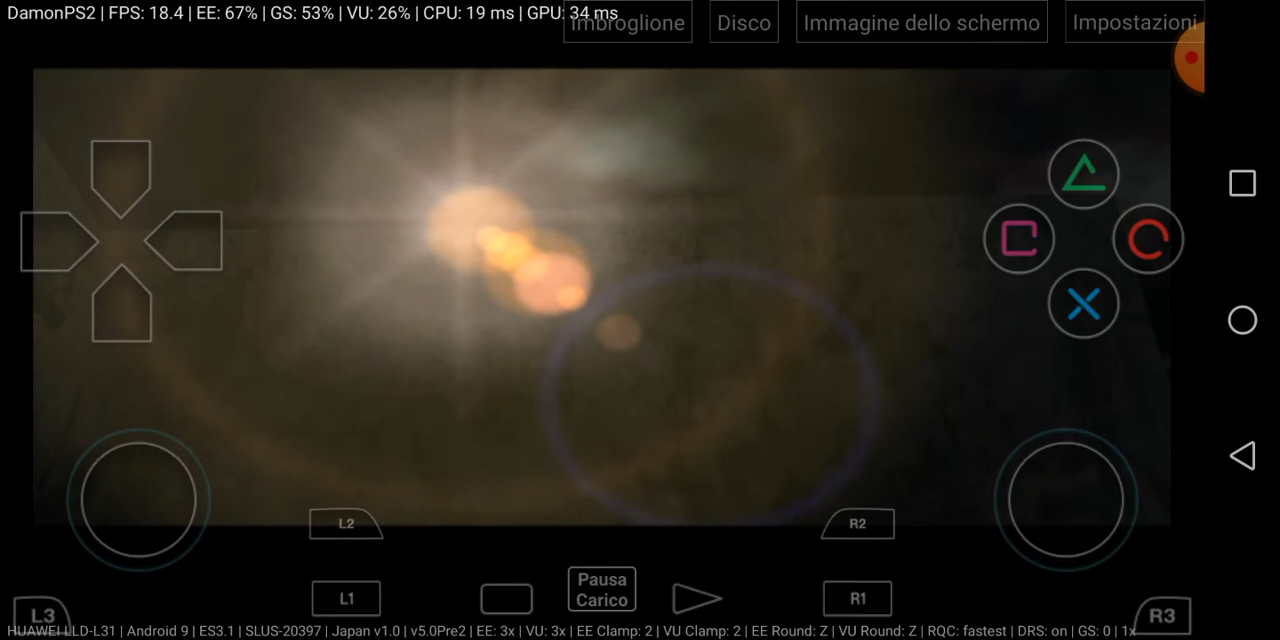 DamonPS2 | FPS: 18.4 | EE: 67% | GS: 53% | VU: 26% | CPU: 19 ms | GPU: 34 ms
Imbroglione
Disco
Immagine dello schermo
Impostazioni
L2
R2
L1
Pausa
Carico
R1
L3
R3
HUAWEI LLD-L31 | Android 9 | ES3.1 | SLUS-20397 | Japan v1.0 | v5.0Pre2 | EE: 3x | VU: 3x | EE Clamp: 2 | VU Clamp: 2 | EE Round: Z | VU Round: Z | RQC: fastest | DRS: on | GS: 0 | 1x